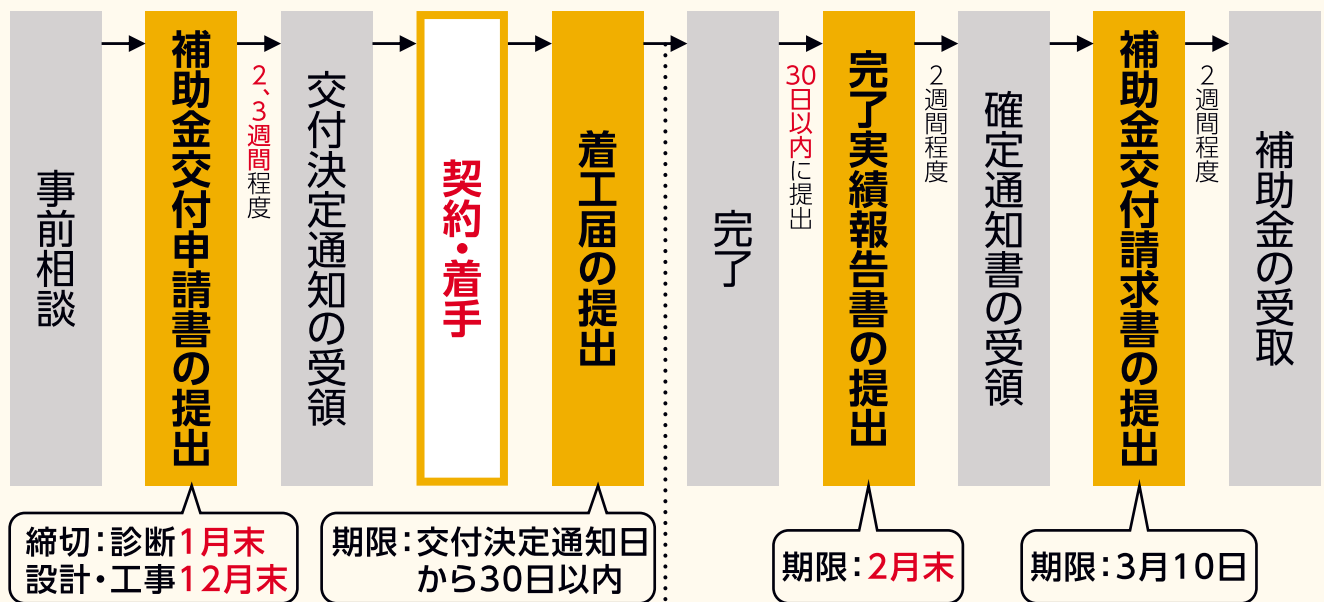 事前相談
補助金交付申請書の提出
2、3週間程度
交付決定通知の受領
契約・着手
着工届の提出
完了
30日以内に提出
完了実績報告書の提出
2週間程度
確定通知書の受領
補助金交付請求書の提出
2週間程度
補助金の受取
締切：診断1月末
設計・工事12月末
期限：交付決定通知日
から30日以内
期限：2月末
期限：3月10日